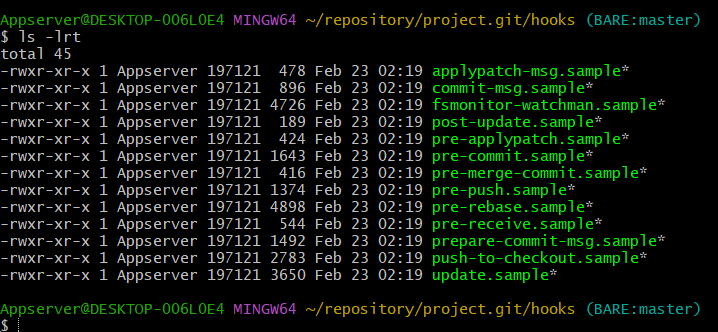 Appserver@DESKTOP-OO6LOE4 MINGW64 ~/repository/project.git/hooks (BARE:master)
$ ls -lrt
total 45
-rwxr-xr-x 1 Appserver 197121  478 Feb 23 02:19 applypatch-msg.sample*
-rwxr-xr-x 1 Appserver 197121  896 Feb 23 02:19 commit-msg.sample*
-rwxr-xr-x 1 Appserver 197121 4726 Feb 23 02:19 fsmonitor-watchman.sample*
-rwxr-xr-x 1 Appserver 197121  189 Feb 23 02:19 post-update.sample*
-rwxr-xr-x 1 Appserver 197121  424 Feb 23 02:19 pre-applypatch.sample*
-rwxr-xr-x 1 Appserver 197121 1643 Feb 23 02:19 pre-commit.sample*
-rwxr-xr-x 1 Appserver 197121  416 Feb 23 02:19 pre-merge-commit.sample*
-rwxr-xr-x 1 Appserver 197121 1374 Feb 23 02:19 pre-push.sample*
-rwxr-xr-x 1 Appserver 197121 4898 Feb 23 02:19 pre-rebase.sample*
-rwxr-xr-x 1 Appserver 197121  544 Feb 23 02:19 pre-receive.sample*
-rwxr-xr-x 1 Appserver 197121 1492 Feb 23 02:19 prepare-commit-msg.sample*
-rwxr-xr-x 1 Appserver 197121 2783 Feb 23 02:19 push-to-checkout.sample*
-rwxr-xr-x 1 Appserver 197121 3650 Feb 23 02:19 update.sample*
Appserver@DESKTOP-OO6LOE4 MINGW64 ~/repository/project.git/hooks (BARE:master)
$